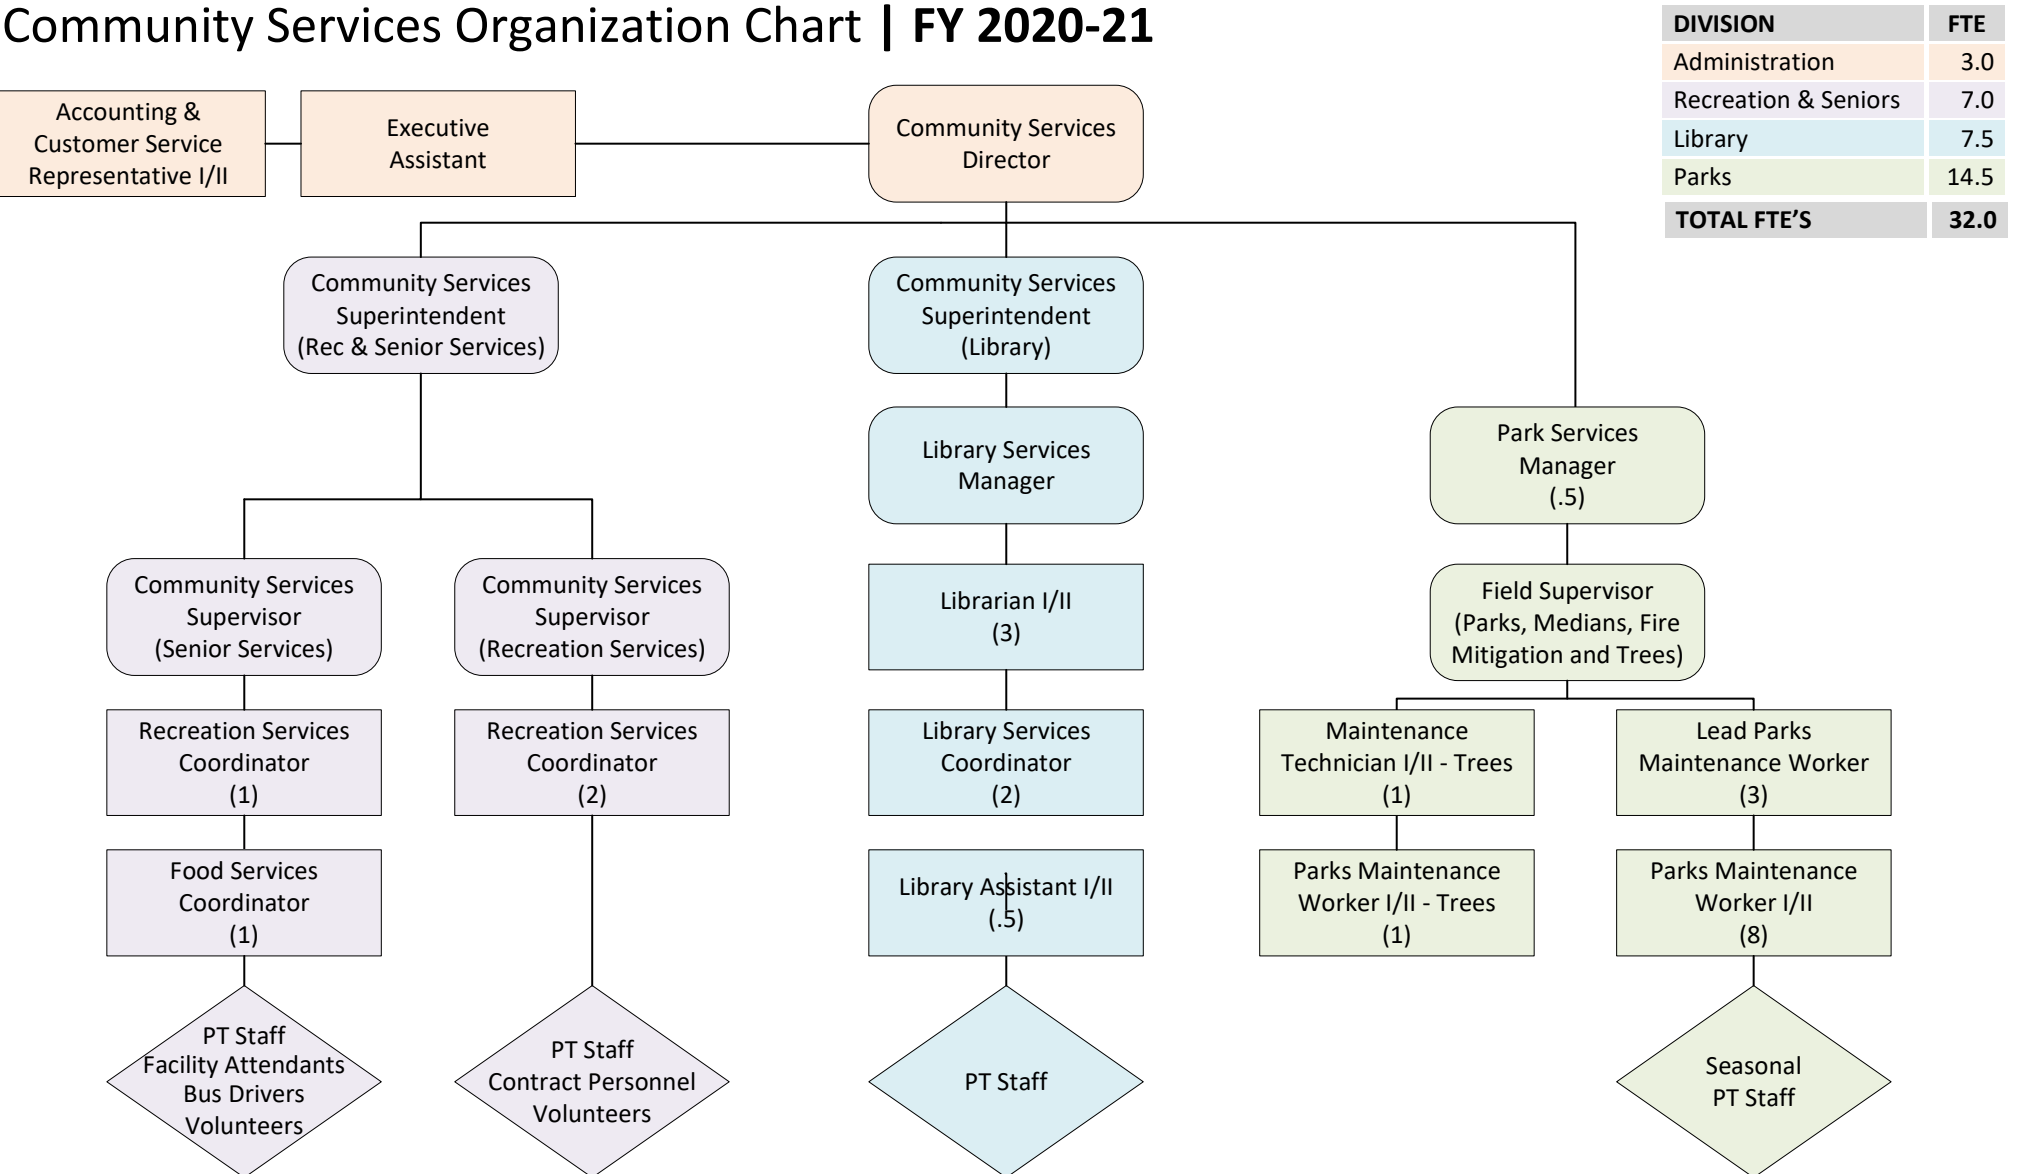 Community Services Organization Chart | FY 2020-21
DIVISION FTE
Administration 3.0
Recreation & Seniors 7.0
Library 7.5
Parks 14.5
TOTAL FTE’S 32.0
Accounting &
Customer Service
Representative I/II
Executive
Assistant
Community Services
Director
Community Services
Superintendent
(Rec & Senior Services)
Community Services
Superintendent
(Library)
Library Services
Manager
Park Services
Manager
(.5)
Community Services
Supervisor
(Senior Services)
Community Services
Supervisor
(Recreation Services)
Librarian I/II
(3)
Field Supervisor
(Parks, Medians, Fire
Mitigation and Trees)
Recreation Services
Coordinator
(1)
Recreation Services
Coordinator
(2)
Library Services
Coordinator
(2)
Maintenance
Technician I/II - Trees
(1)
Lead Parks
Maintenance Worker
(3)
Food Services
Coordinator
(1)
Library Assistant I/II
(.5)
Parks Maintenance
Worker I/II - Trees
(1)
Parks Maintenance
Worker I/II
(8)
PT Staff
Facility Attendants
Bus Drivers
Volunteers
PT Staff
Contract Personnel
Volunteers
PT Staff
Seasonal
PT Staff